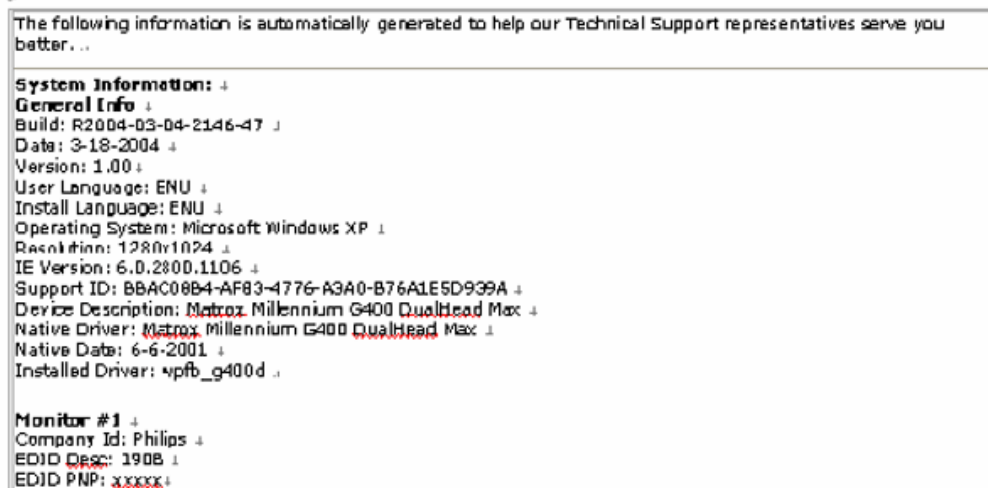 The following information is automatically generated to help our Technical Support representatives serve you
better. ..
System Information:
General Info
Build: R2004-03-04-2146-47
Date: 3-18-2004
Version: 1.00
User Language: ENU
Install Language: ENU
Operating System: Microsoft Windows XP
Resolution: 1280x1024
IE Version: 6.0.2800.1106
Support ID: BBAC08B4-AF83-4776-A3A0-B76A1E5D939A
Device Description: Matrox Millennium G400 DualHead Max
Native Driver: Matrox Millennium G400 DualHead Max
Native Date: 6-6-2001
Installed Driver: vpfb_g400d
Monitor #1
Company Id: Philips
EDID Desc: 190B
EDID PNP: xxxxx